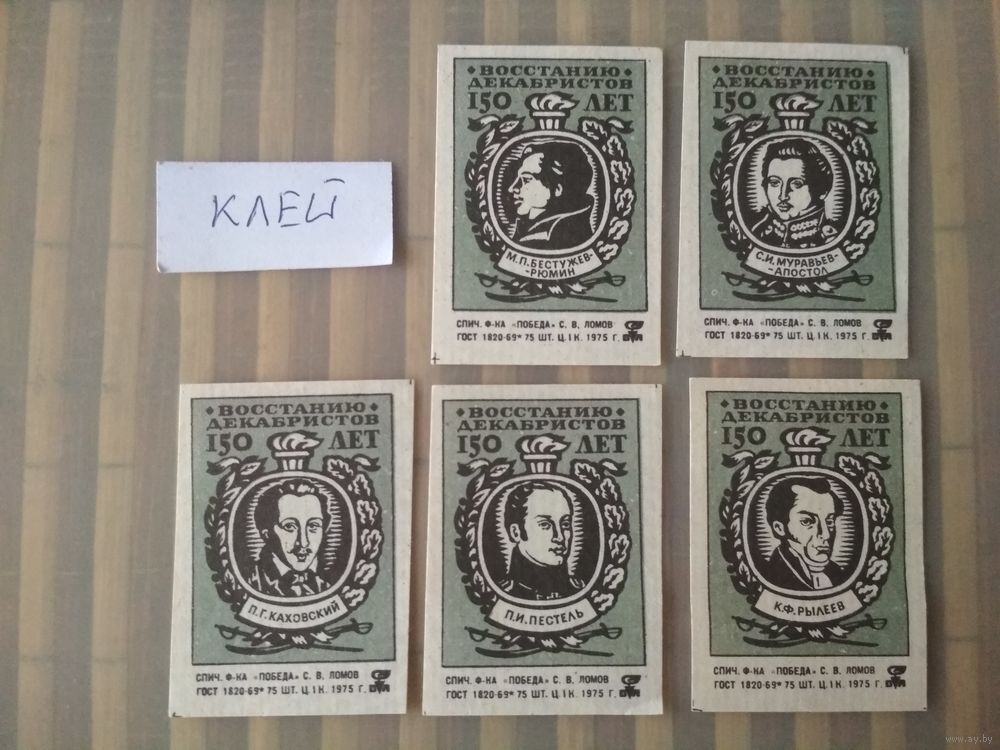 КЛЕЙ
ВОССТАНИЮ
ДЕКАБРИСТОВ
150 ЛЕТ
М.П.БЕСТУЖЕВ-
-РЮМИН
СПИЧ. Ф-КА «ПОБЕДА» С. В. ЛОМОВ
ГОСТ 1820-69* 75 ШТ. Ц. 1 К. 1975 Г.
ВОССТАНИЮ
ДЕКАБРИСТОВ
150 ЛЕТ
С.И.МУРАВЬЕВ-
-АПОСТОЛ
СПИЧ. Ф-КА «ПОБЕДА» С. В. ЛОМОВ
ГОСТ 1820-69* 75 ШТ. Ц. 1 К. 1975 Г.
ВОССТАНИЮ
ДЕКАБРИСТОВ
150 ЛЕТ
П.Г.КАХОВСКИЙ
СПИЧ. Ф-КА «ПОБЕДА» С. В. ЛОМОВ
ГОСТ 1820-69* 75 ШТ. Ц. 1 К. 1975 Г.
ВОССТАНИЮ
ДЕКАБРИСТОВ
150 ЛЕТ
П.И.ПЕСТЕЛЬ
СПИЧ. Ф-КА «ПОБЕДА» С. В. ЛОМОВ
ГОСТ 1820-69* 75 ШТ. Ц. 1 К. 1975 Г.
ВОССТАНИЮ
ДЕКАБРИСТОВ
150 ЛЕТ
К.Ф.РЫЛЕЕВ
СПИЧ. Ф-КА «ПОБЕДА» С. В. ЛОМОВ
ГОСТ 1820-69* 75 ШТ. Ц. 1 К. 1975 Г.
www.ay.by